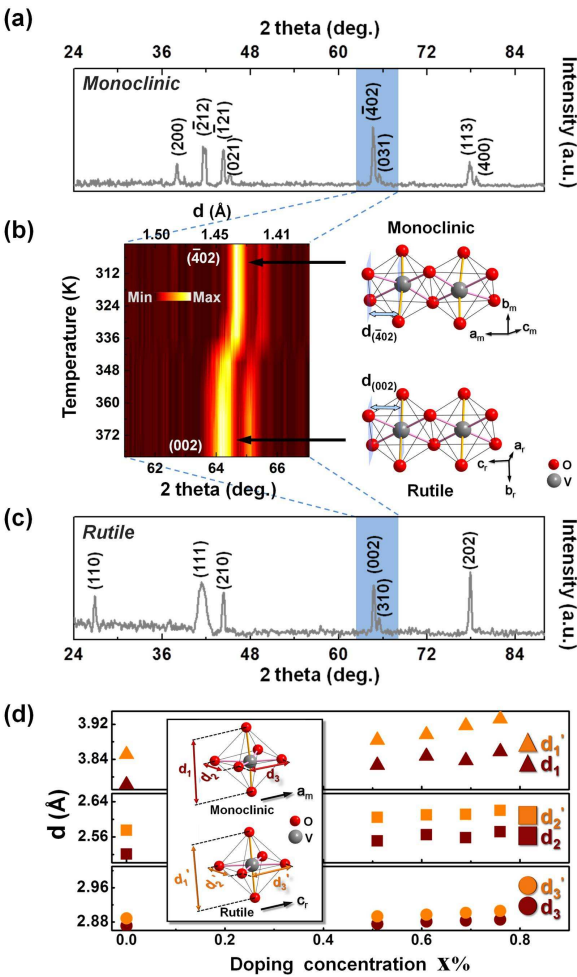 (a)
2 theta (deg.)
24 36 48 60 72 84
Monoclinic
(200)
(2̄12)
(1̄21)
(021)
(4̄02)
(031)
(113)
(400)
Intensity (a.u.)
d (Å)
(b)
1.50 1.45 1.41
(4̄02)
Min Max
312
324
336
348
360
372
Temperature (K)
(002)
62 64 66
2 theta (deg.)
Monoclinic
d(4̄02)
bm
am
cm
d(002)
ar
cr
br
Rutile
O
V
(c)
Rutile
(110)
(111)
(210)
(002)
(310)
(202)
Intensity (a.u.)
24 36 48 60 72 84
2 theta (deg.)
(d)
3.92
3.84
2.64
2.56
2.96
2.88
d (Å)
d1
d2
d3
Monoclinic
am
O
V
d1'
d2'
d3'
Rutile
cr
d1'
d1
d2'
d2
d3'
d3
0.0 0.2 0.4 0.6 0.8
Doping concentration X%